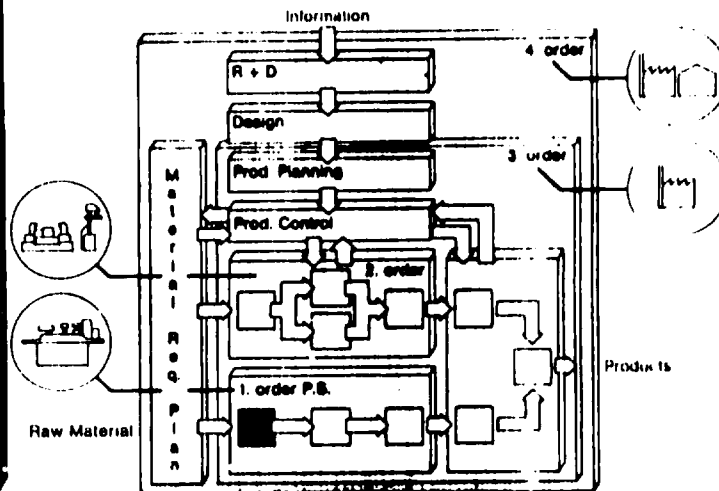 Information
4 order
R + D
Design
3 order
Prod Planning
Prod. Control
Material Req. Plan
2. order
1. order P.S.
Products
Raw Material